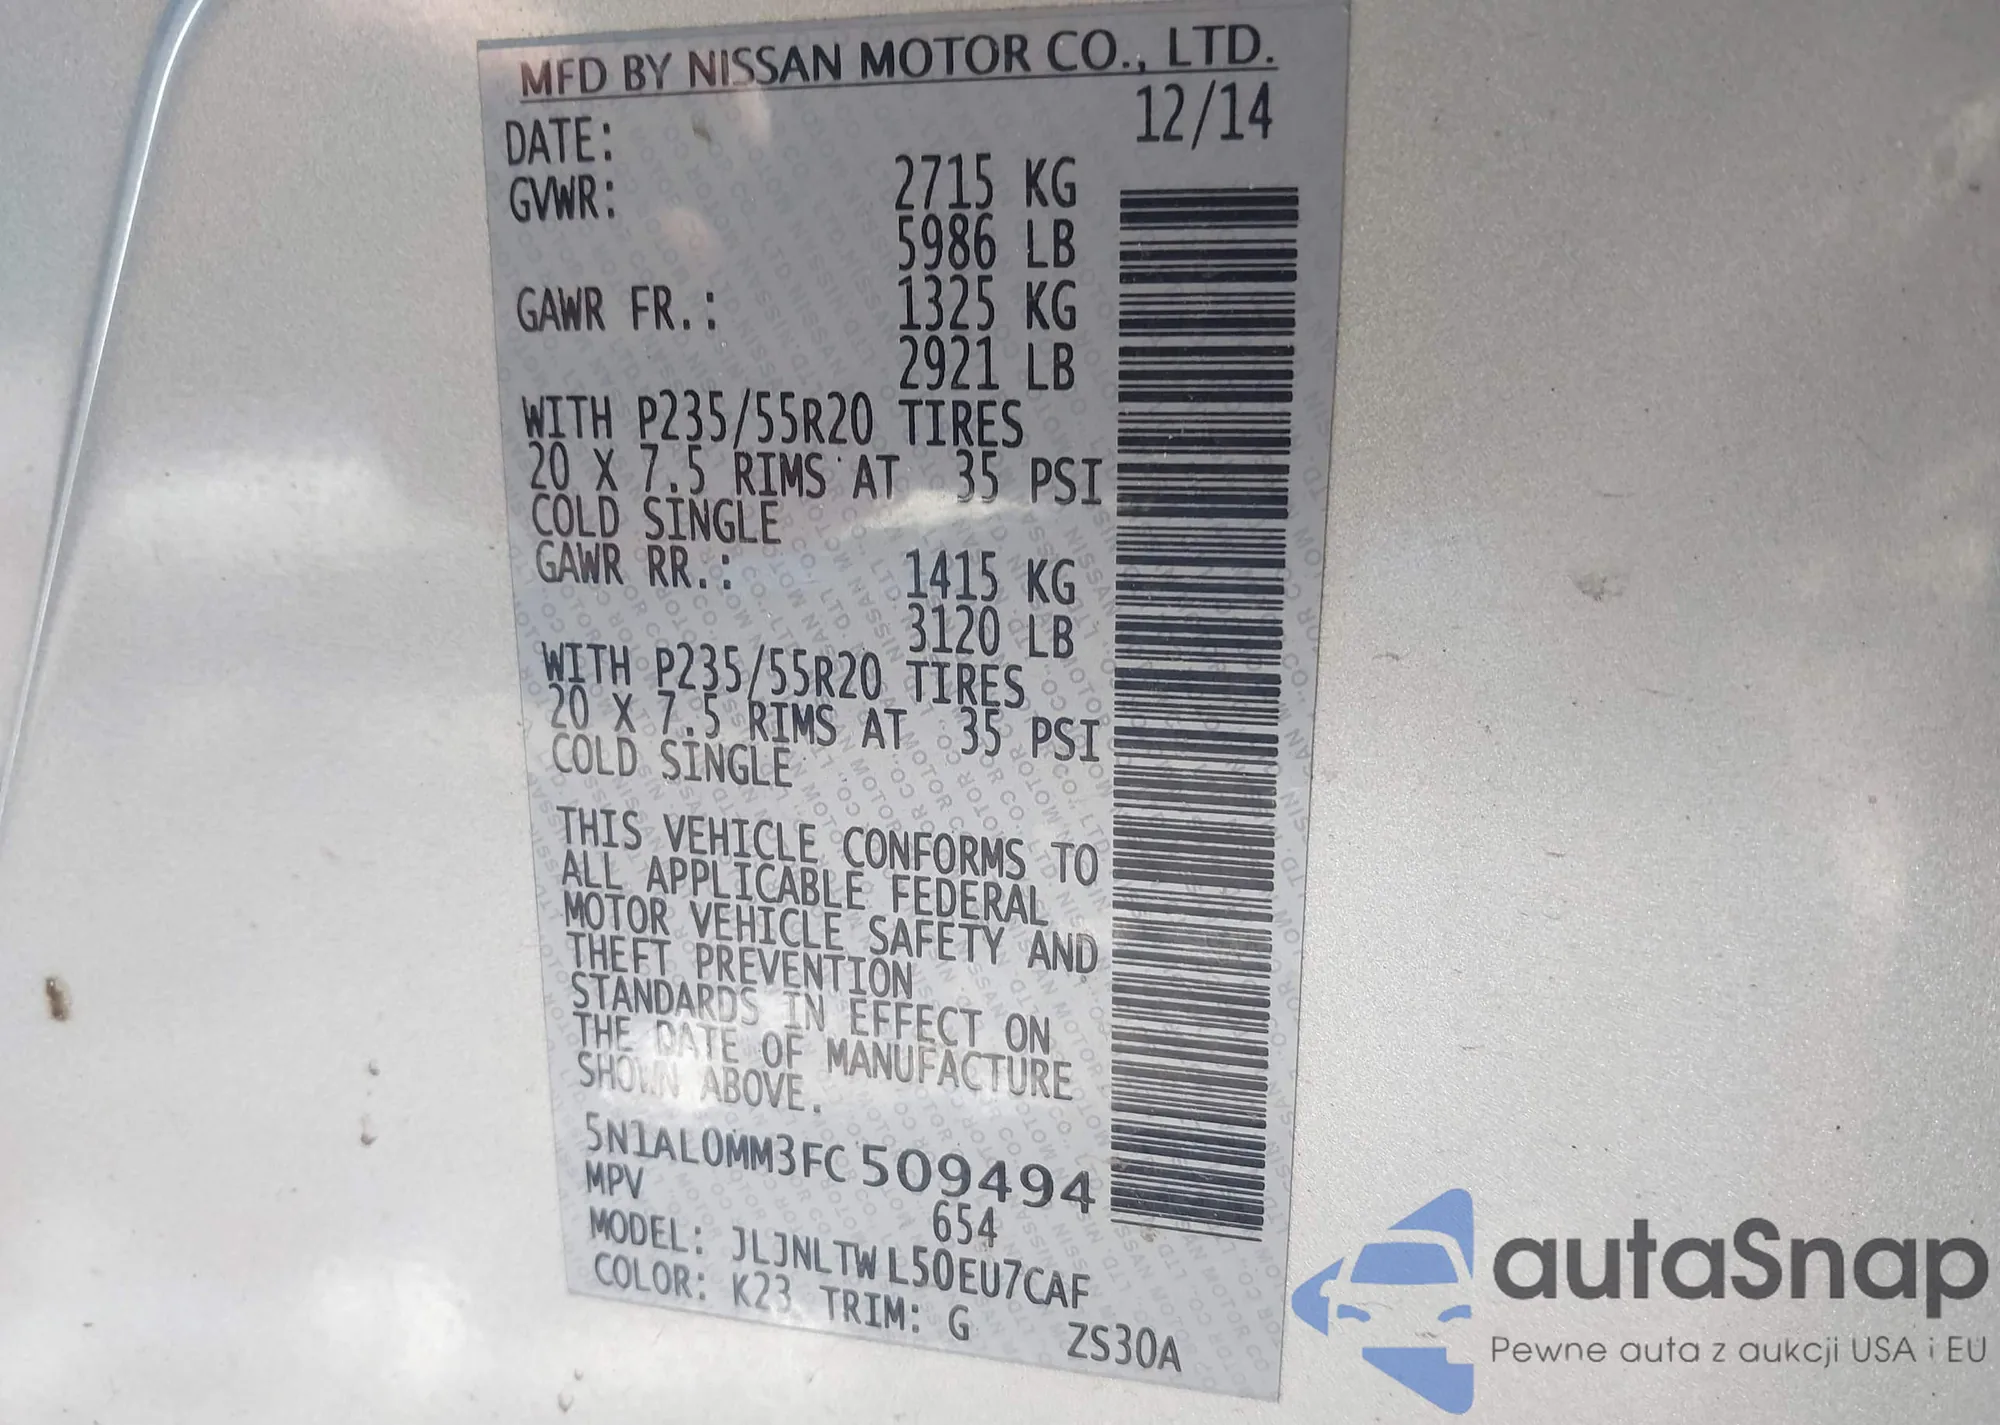 MFD BY NISSAN MOTOR CO., LTD.
DATE: 12/14
GVWR: 2715 KG
5986 LB
GAWR FR.: 1325 KG
2921 LB
WITH P235/55R20 TIRES
20 X 7.5 RIMS AT 35 PSI
COLD SINGLE
GAWR RR.: 1415 KG
3120 LB
WITH P235/55R20 TIRES
20 X 7.5 RIMS AT 35 PSI
COLD SINGLE
THIS VEHICLE CONFORMS TO
ALL APPLICABLE FEDERAL
MOTOR VEHICLE SAFETY AND
THEFT PREVENTION
STANDARDS IN EFFECT ON
THE DATE OF MANUFACTURE
SHOWN ABOVE.
5N1AL0MM3FC509494
MPV 654
MODEL: JLJNLTWL50EU7CAF
COLOR: K23 TRIM: G ZS30A
autoSnap
Pewne auta z aukcji USA i EU